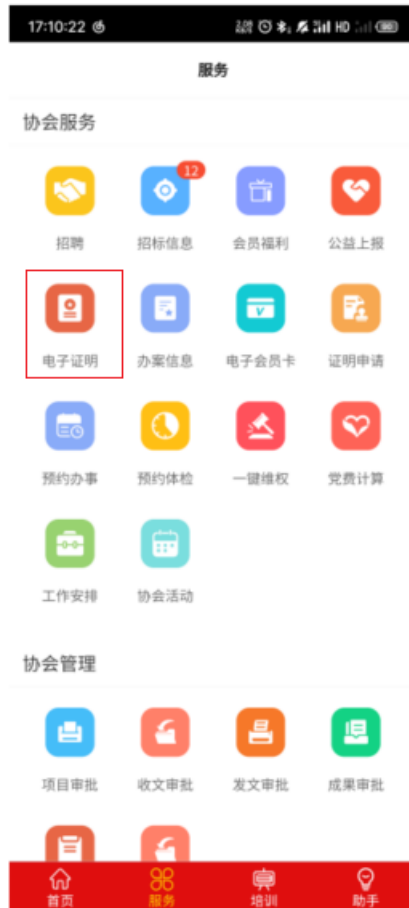 17:10:22
HD
服务
协会服务
12
招聘 招标信息 会员福利 公益上报
电子证明 办案信息 电子会员卡 证明申请
预约办事 预约体检 一键维权 党费计算
工作安排 协会活动
协会管理
项目审批 收文审批 发文审批 成果审批
首页 服务 培训 助手